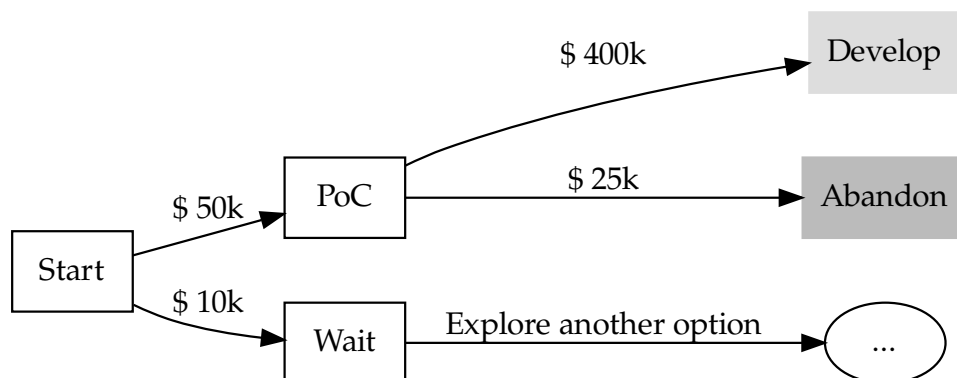 $ 400k
Develop
$ 50k
PoC
$ 25k
Abandon
Start
$ 10k
Wait
Explore another option
...